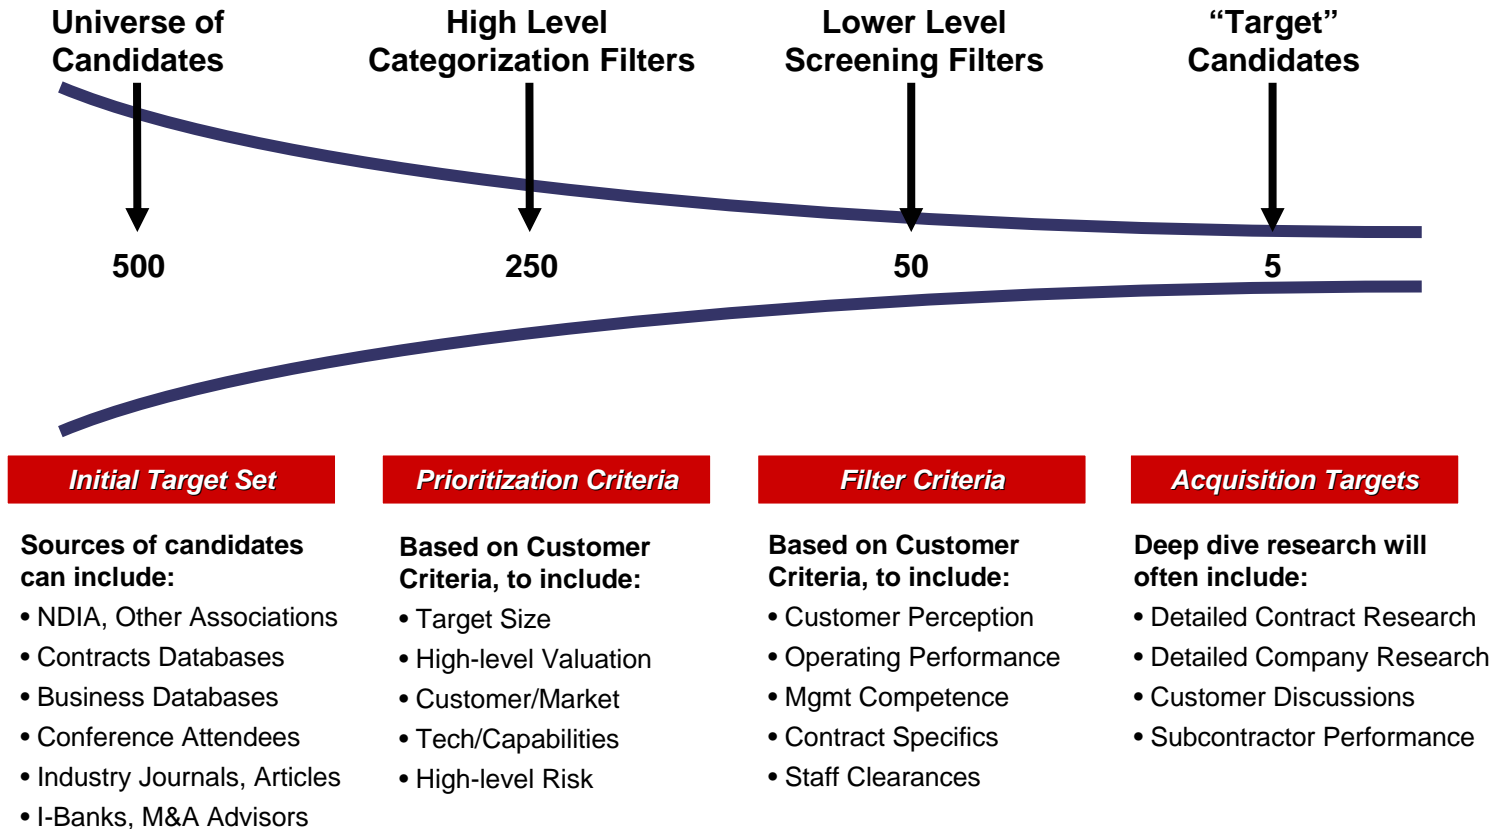 Universe of
Candidates
High Level
Categorization Filters
Lower Level
Screening Filters
“Target”
Candidates
500
250
50
5
Initial Target Set
Sources of candidates
can include:
• NDIA, Other Associations
• Contracts Databases
• Business Databases
• Conference Attendees
• Industry Journals, Articles
• I-Banks, M&A Advisors
Prioritization Criteria
Based on Customer
Criteria, to include:
• Target Size
• High-level Valuation
• Customer/Market
• Tech/Capabilities
• High-level Risk
Filter Criteria
Based on Customer
Criteria, to include:
• Customer Perception
• Operating Performance
• Mgmt Competence
• Contract Specifics
• Staff Clearances
Acquisition Targets
Deep dive research will
often include:
• Detailed Contract Research
• Detailed Company Research
• Customer Discussions
• Subcontractor Performance